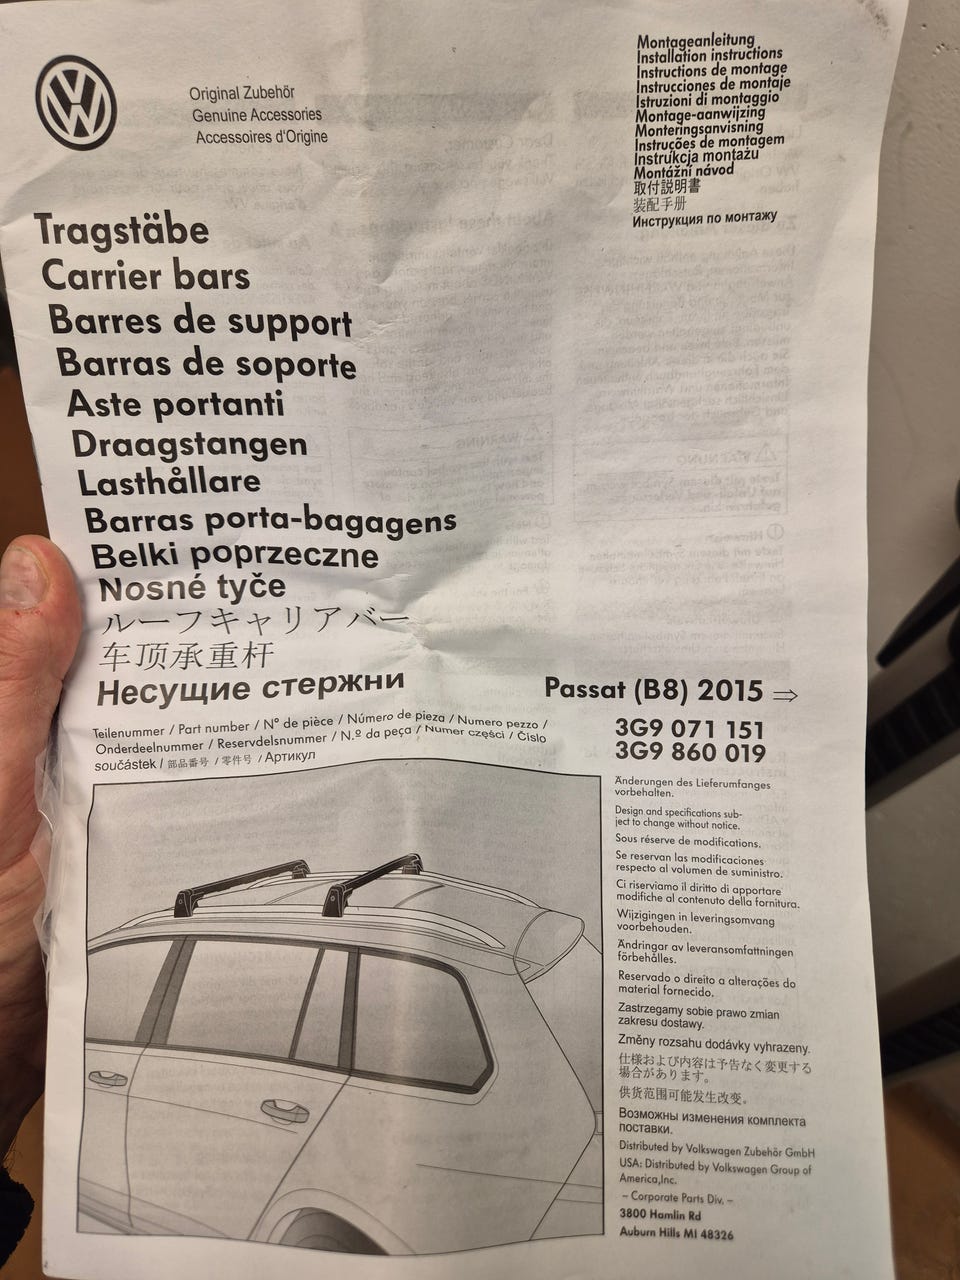 Original Zubehör
Genuine Accessories
Accessoires d'Origine
Montageanleitung
Installation instructions
Instructions de montage
Instrucciones de montaje
Istruzioni di montaggio
Montage-aanwijzing
Monteringsanvisning
Instruções de montagem
Instrukcja montażu
Montážní návod
取付説明書
装配手册
Инструкция по монтажу
Tragstäbe
Carrier bars
Barres de support
Barras de soporte
Aste portanti
Draagstangen
Lasthållare
Barras porta-bagagens
Belki poprzeczne
Nosné tyče
ルーフキャリアバー
车顶承重杆
Несущие стержни
Passat (B8) 2015 ⇒
3G9 071 151
3G9 860 019
Teilenummer / Part number / N° de pièce / Número de pieza / Numero pezzo /
Onderdeelnummer / Reservdelsnummer / N.º da peça / Numer części / Číslo
součástek / 部品番号 / 零件号 / Артикул
Änderungen des Lieferumfanges
vorbehalten.
Design and specifications sub-
ject to change without notice.
Sous réserve de modifications.
Se reservan las modificaciones
respecto al volumen de suministro.
Ci riserviamo il diritto di apportare
modifiche al contenuto della fornitura.
Wijzigingen in leveringsomvang
voorbehouden.
Ändringar av leveransomfattningen
förbehålles.
Reservado o direito a alterações do
material fornecido.
Zastrzegamy sobie prawo zmian
zakresu dostawy.
Změny rozsahu dodávky vyhrazeny.
仕様および内容は予告なく変更する
場合があります。
供货范围可能发生改变。
Возможны изменения комплекта
поставки.
Distributed by Volkswagen Zubehör GmbH
USA: Distributed by Volkswagen Group of
America,Inc.
– Corporate Parts Div. –
3800 Hamlin Rd
Auburn Hills MI 48326